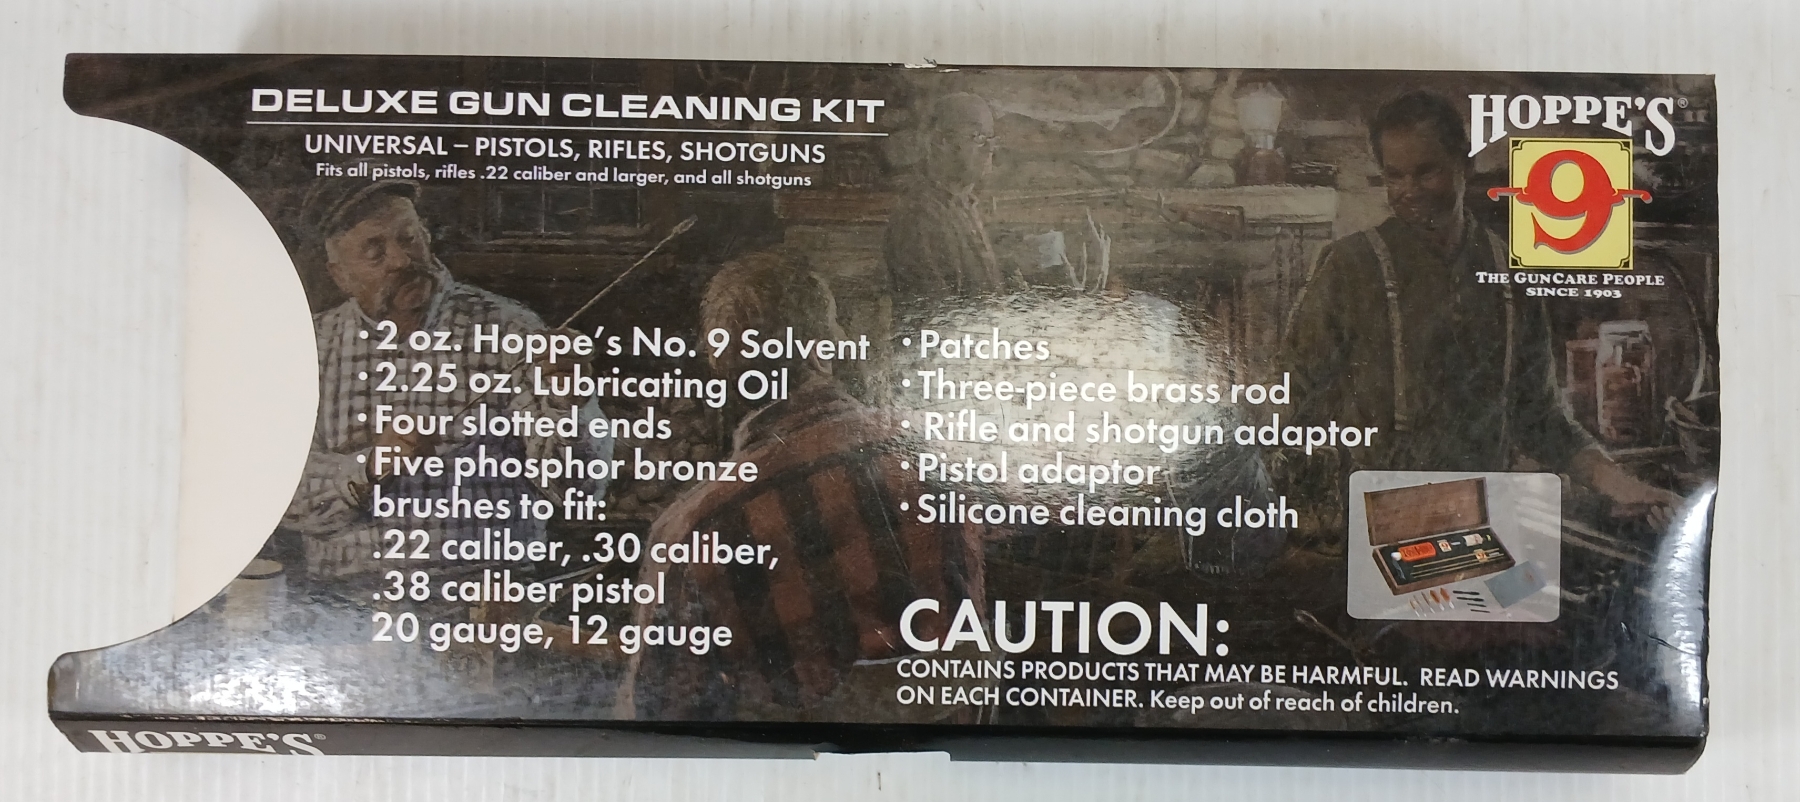 DELUXE GUN CLEANING KIT
UNIVERSAL – PISTOLS, RIFLES, SHOTGUNS
Fits all pistols, rifles .22 caliber and larger, and all shotguns
HOPPE'S®
9
THE GUNCARE PEOPLE
SINCE 1903
• 2 oz. Hoppe's No. 9 Solvent
• 2.25 oz. Lubricating Oil
• Four slotted ends
• Five phosphor bronze
brushes to fit:
.22 caliber, .30 caliber,
.38 caliber pistol
20 gauge, 12 gauge
• Patches
• Three-piece brass rod
• Rifle and shotgun adaptor
• Pistol adaptor
• Silicone cleaning cloth
CAUTION:
CONTAINS PRODUCTS THAT MAY BE HARMFUL. READ WARNINGS
ON EACH CONTAINER. Keep out of reach of children.
HOPPE'S®